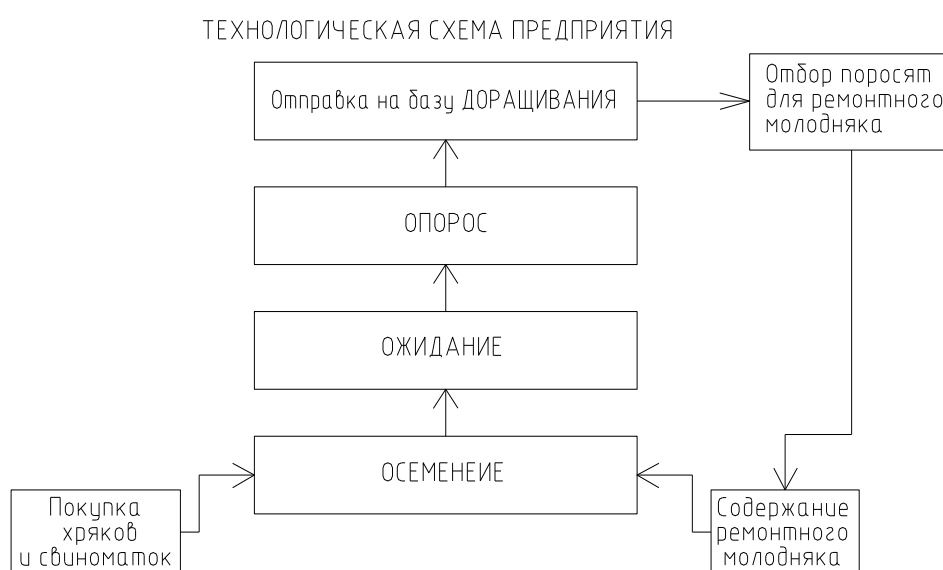 ТЕХНОЛОГИЧЕСКАЯ СХЕМА ПРЕДПРИЯТИЯ
Отправка на базу ДОРАЩИВАНИЯ
Отбор поросят
для ремонтного
молодняка
ОПОРОС
ОЖИДАНИЕ
ОСЕМЕНЕИЕ
Покупка
хряков
и свиноматок
Содержание
ремонтного
молодняка